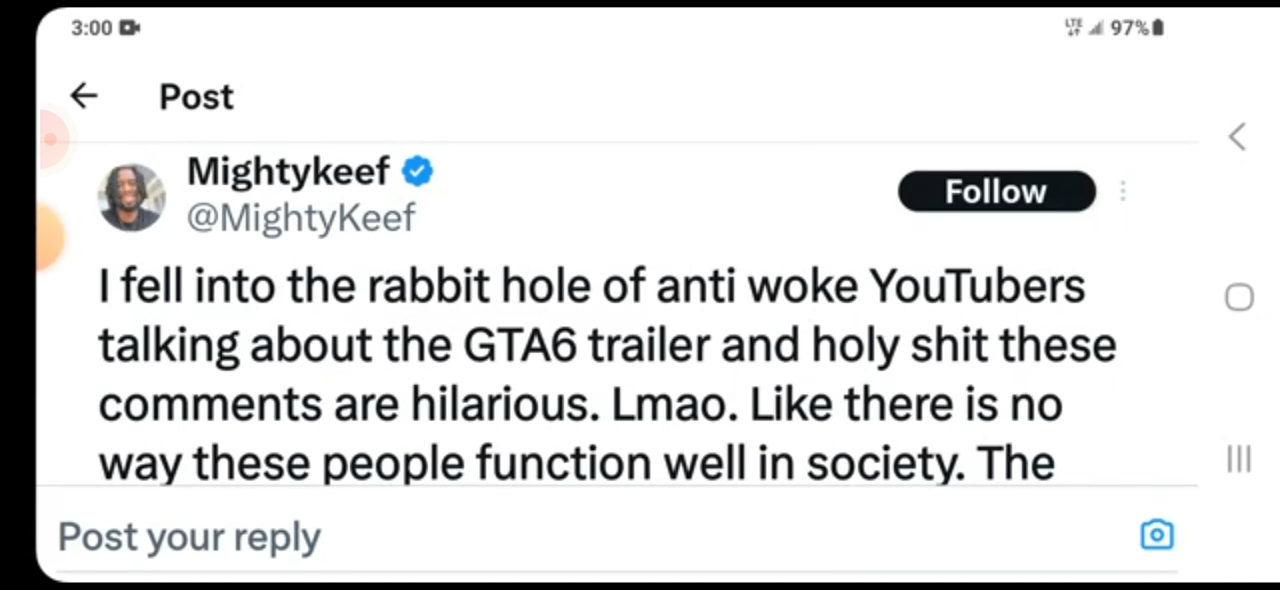 3:00
LTE 97%
Post
Mightykeef
@MightyKeef
Follow
I fell into the rabbit hole of anti woke YouTubers
talking about the GTA6 trailer and holy shit these
comments are hilarious. Lmao. Like there is no
way these people function well in society. The
Post your reply